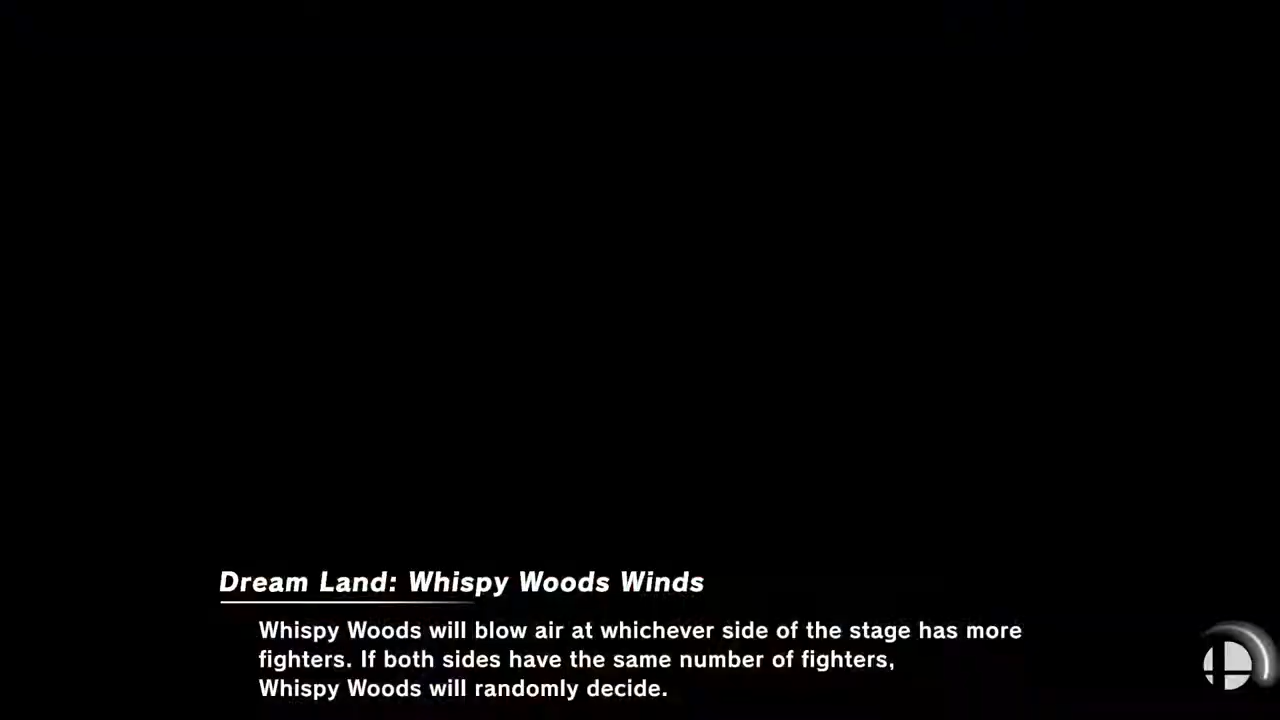 Dream Land: Whispy Woods Winds
Whispy Woods will blow air at whichever side of the stage has more
fighters. If both sides have the same number of fighters,
Whispy Woods will randomly decide.